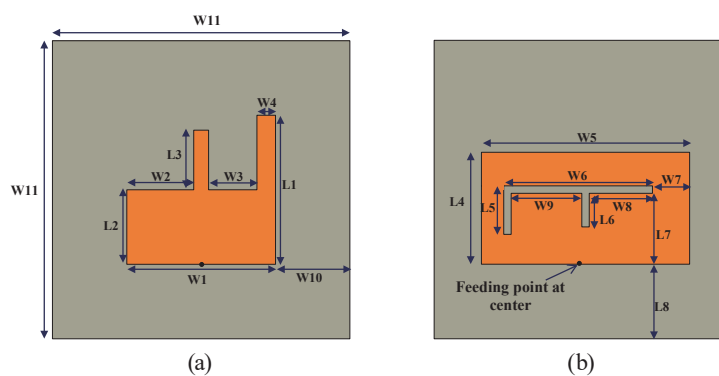 W11
W11
W4
L3
W2
W3
L1
L2
W1
W10
(a)
W5
W6
W7
L4
L5
W9
W8
L6
L7
Feeding point at
center
L8
(b)